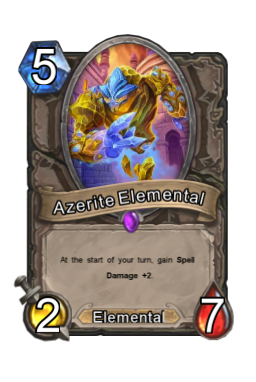 5
Azerite Elemental
At the start of your turn, gain Spell
Damage +2.
2
Elemental
7